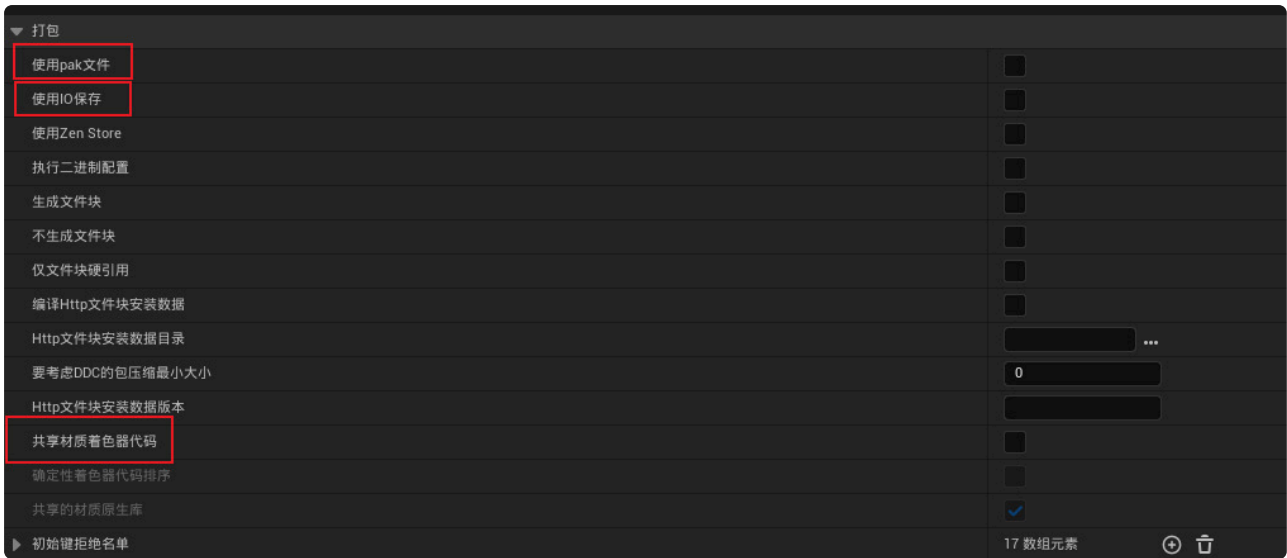 打包
使用pak文件
使用IO保存
使用Zen Store
执行二进制配置
生成文件块
不生成文件块
仅文件块硬引用
编译Http文件块安装数据
Http文件块安装数据目录
要考虑DDC的包压缩最小大小 0
Http文件块安装数据版本
共享材质着色器代码
确定性着色器代码排序
共享的材质原生库
初始键拒绝名单 17 数组元素